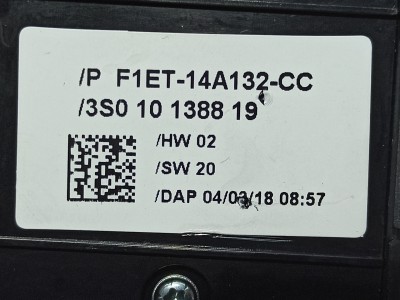 /P F1ET-14A132-CC
/3S0 10 1388 19
/HW 02
/SW 20
/DAP 04/03/18 08:57